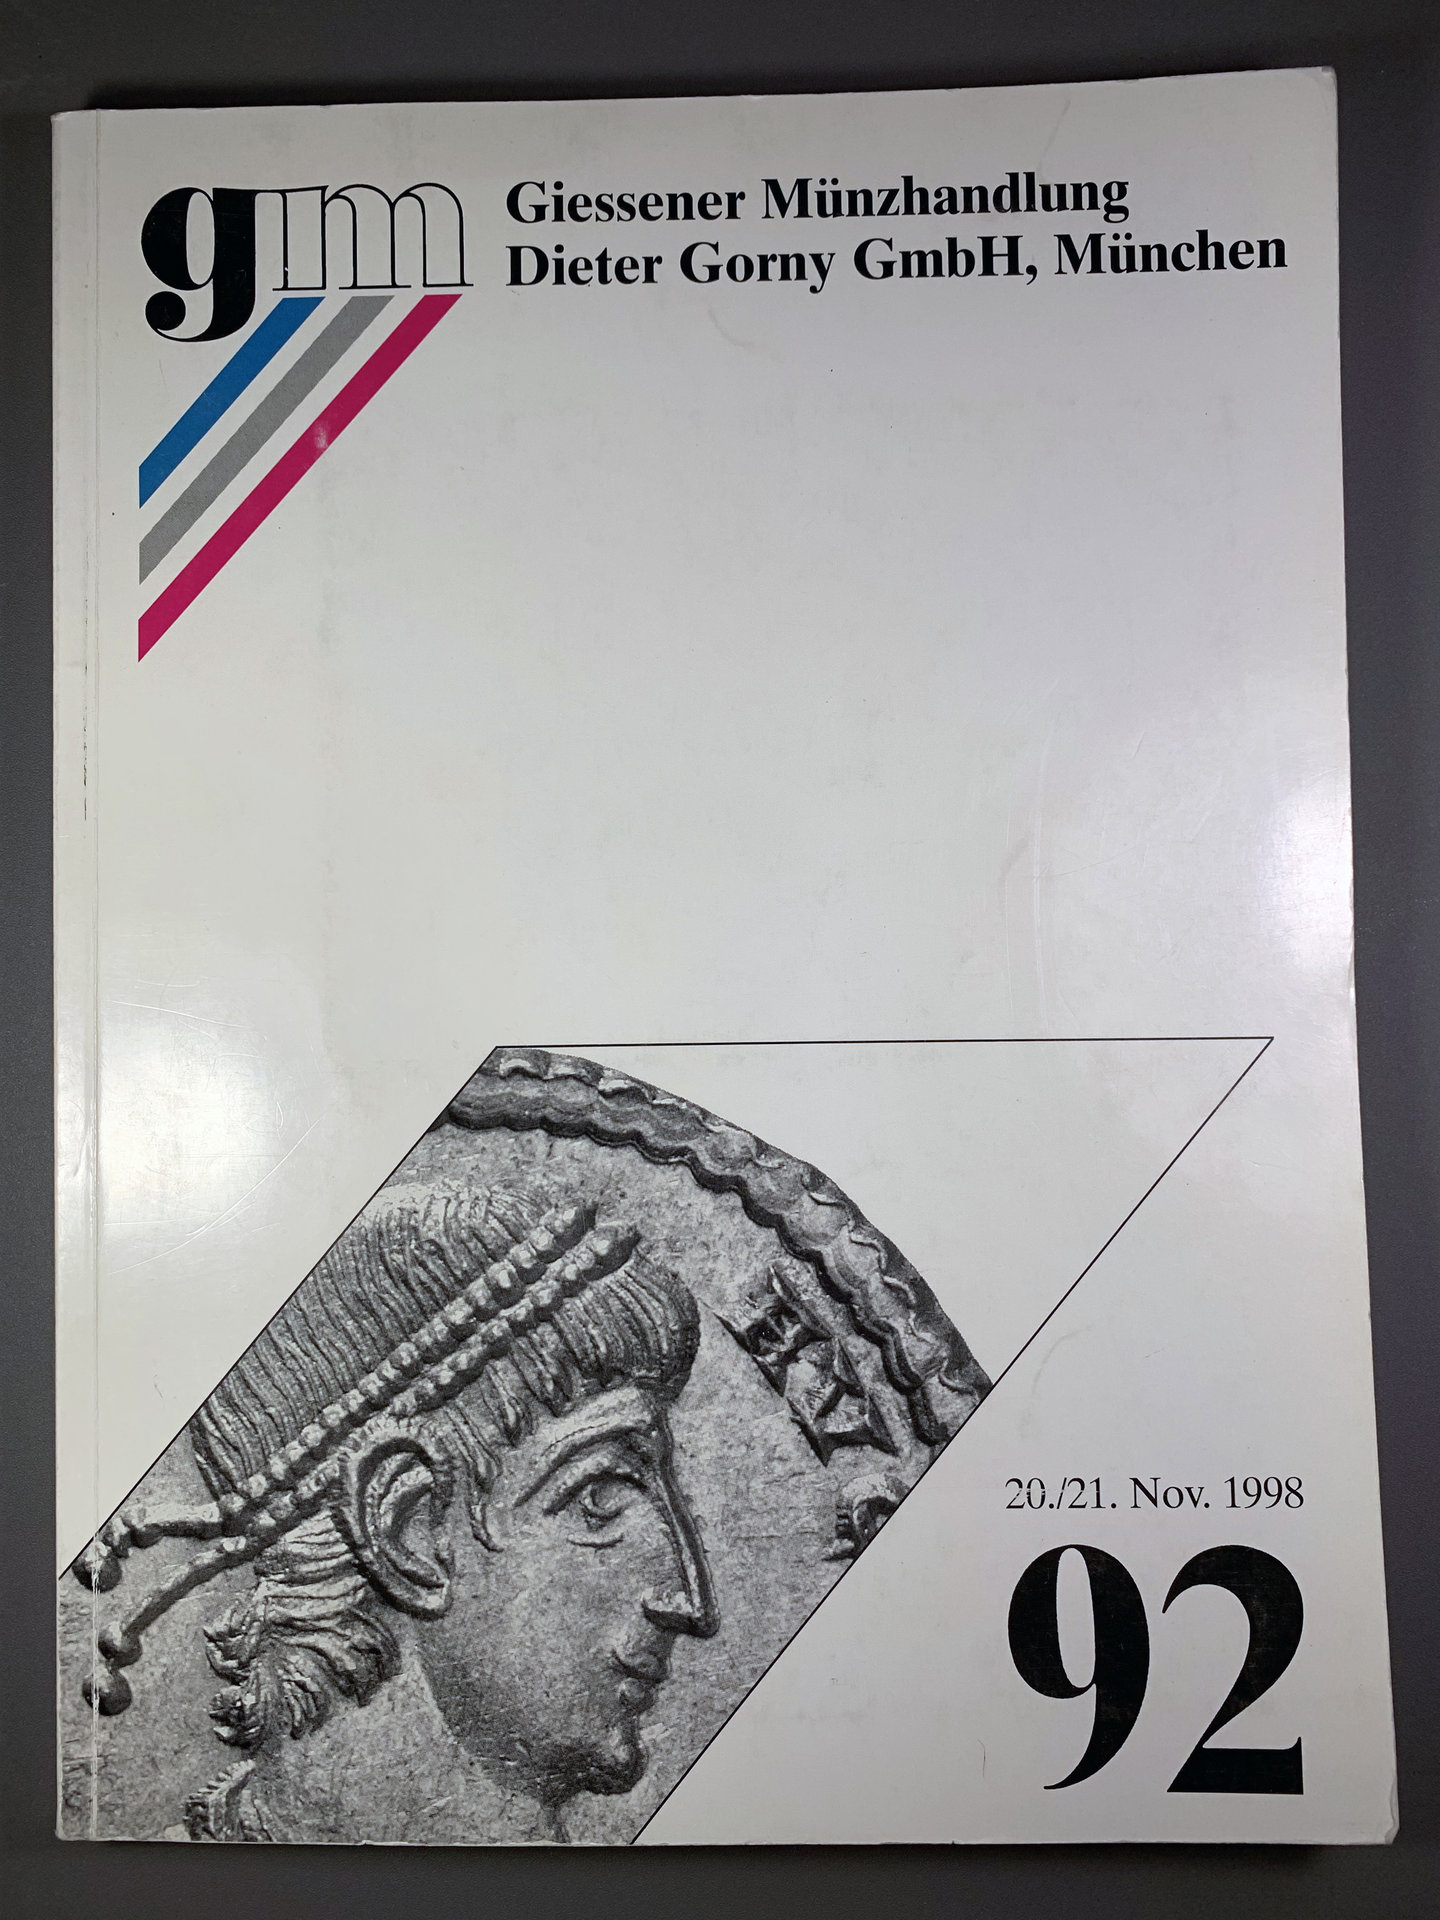 gm
Giessener Münzhandlung
Dieter Gorny GmbH, München
20./21. Nov. 1998
92